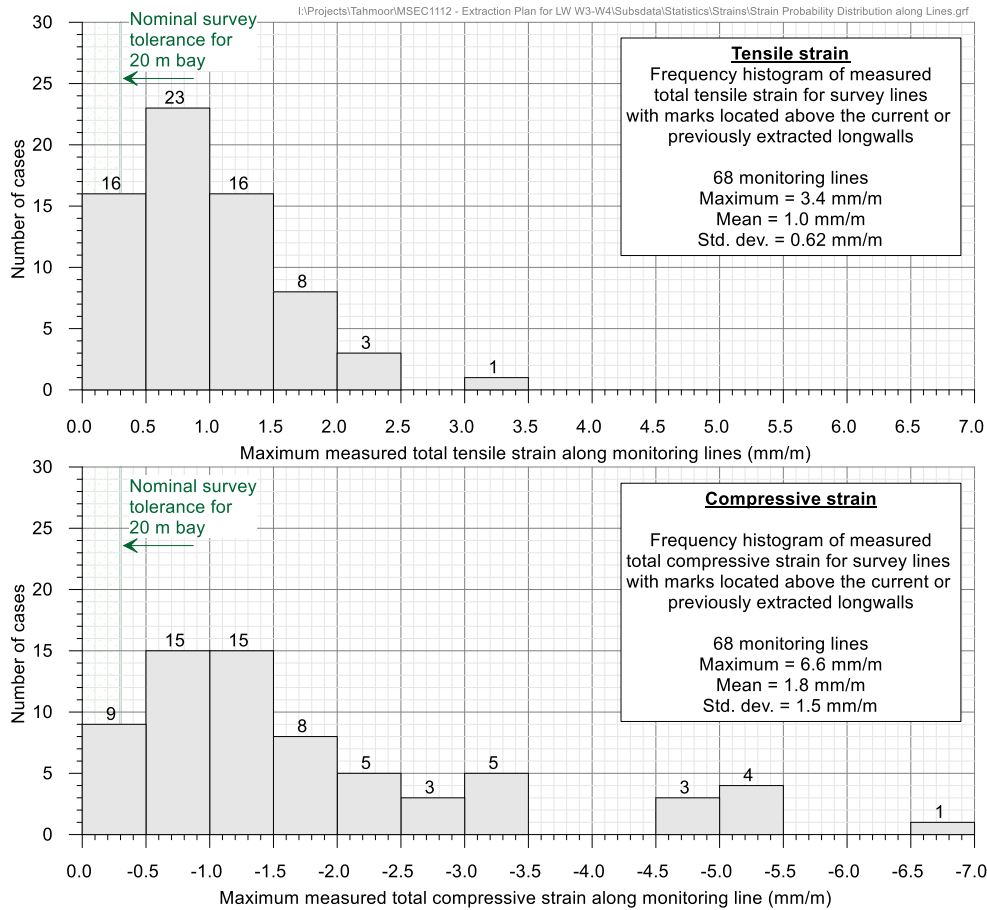 I:\Projects\Tahmoor\MSEC1112 - Extraction Plan for LW W3-W4\Subsdata\Statistics\Strains\Strain Probability Distribution along Lines.grf
Nominal survey
tolerance for
20 m bay
Tensile strain
Frequency histogram of measured
total tensile strain for survey lines
with marks located above the current or
previously extracted longwalls
68 monitoring lines
Maximum = 3.4 mm/m
Mean = 1.0 mm/m
Std. dev. = 0.62 mm/m
Number of cases
30
25
20
15
10
5
0
16
23
16
8
3
1
0.0 0.5 1.0 1.5 2.0 2.5 3.0 3.5 4.0 4.5 5.0 5.5 6.0 6.5 7.0
Maximum measured total tensile strain along monitoring lines (mm/m)
Nominal survey
tolerance for
20 m bay
Compressive strain
Frequency histogram of measured
total compressive strain for survey lines
with marks located above the current or
previously extracted longwalls
68 monitoring lines
Maximum = 6.6 mm/m
Mean = 1.8 mm/m
Std. dev. = 1.5 mm/m
Number of cases
30
25
20
15
10
5
0
9
15
15
8
5
3
5
3
4
1
0.0 -0.5 -1.0 -1.5 -2.0 -2.5 -3.0 -3.5 -4.0 -4.5 -5.0 -5.5 -6.0 -6.5 -7.0
Maximum measured total compressive strain along monitoring line (mm/m)